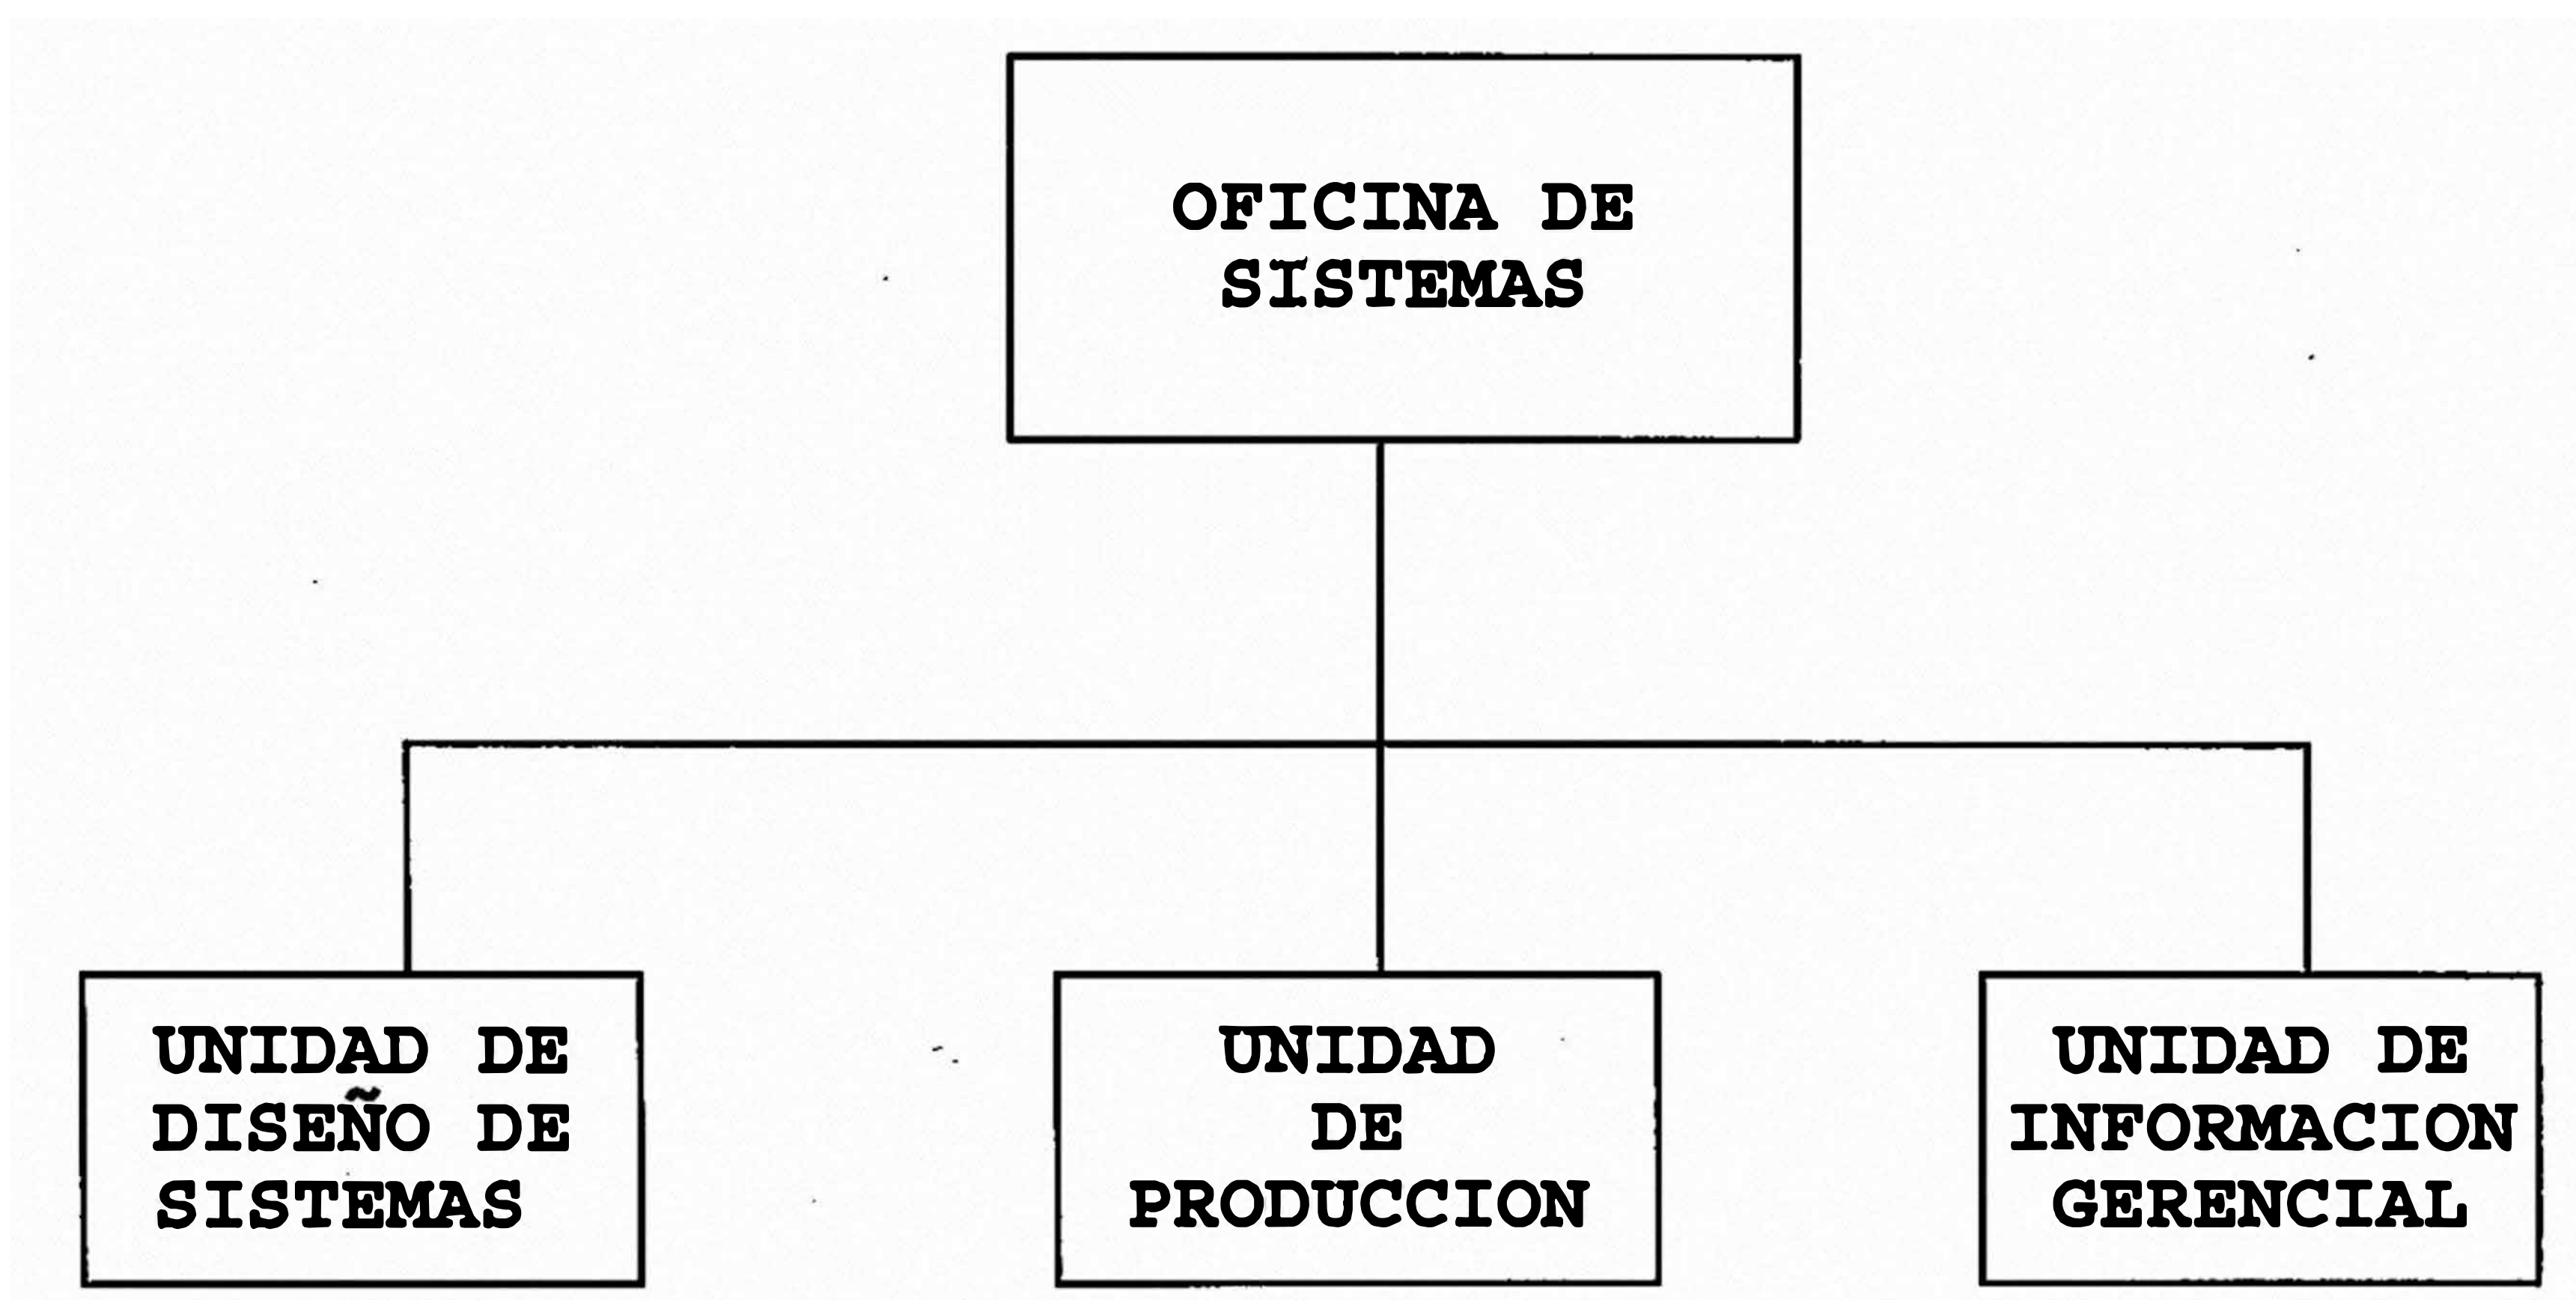 OFICINA DE
SISTEMAS
UNIDAD DE
DISEÑO DE
SISTEMAS
UNIDAD
DE
PRODUCCION
UNIDAD DE
INFORMACION
GERENCIAL